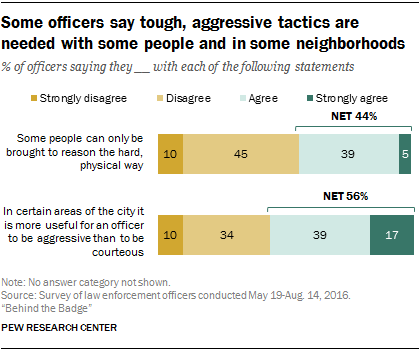 Some officers say tough, aggressive tactics are
needed with some people and in some neighborhoods
% of officers saying they __ with each of the following statements
Strongly disagree Disagree Agree Strongly agree
NET 44%
Some people can only be
brought to reason the hard,
physical way
10 45 39 5
NET 56%
In certain areas of the city it
is more useful for an officer
to be aggressive than to be
courteous
10 34 39 17
Note: No answer category not shown.
Source: Survey of law enforcement officers conducted May 19-Aug. 14, 2016.
“Behind the Badge”
PEW RESEARCH CENTER